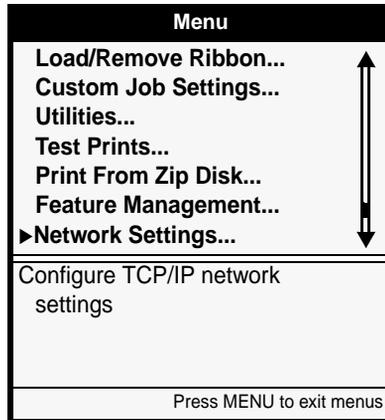 Menu
Load/Remove Ribbon...
Custom Job Settings...
Utilities...
Test Prints...
Print From Zip Disk...
Feature Management...
▶Network Settings...
Configure TCP/IP network
settings
Press MENU to exit menus